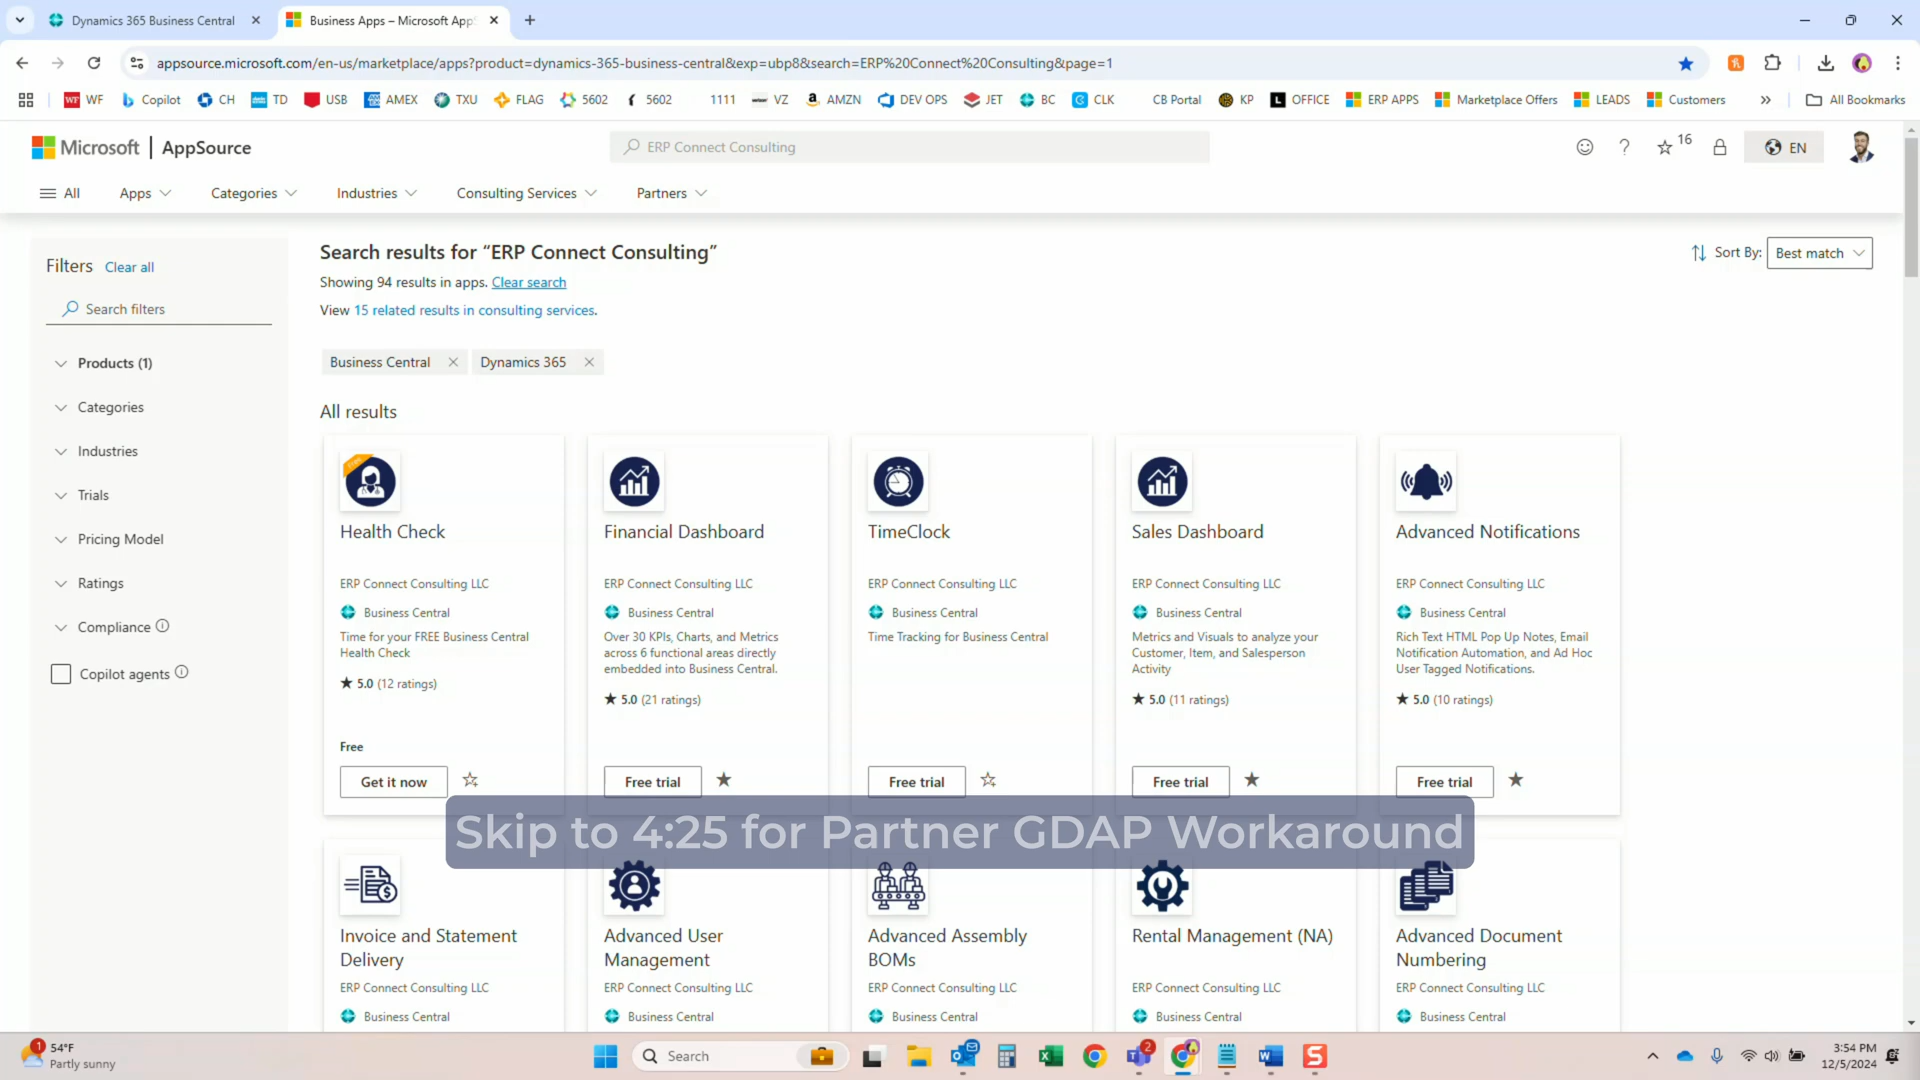 Dynamics 365 Business Central
Business Apps – Microsoft App
appsource.microsoft.com/en-us/marketplace/apps?product=dynamics-365-business-central&exp=ubp8&search=ERP%20Connect%20Consulting&page=1
WF
Copilot
CH
TD
USB
AMEX
TXU
FLAG
5602
5602
1111
VZ
AMZN
DEV OPS
JET
BC
CLK
CB Portal
KP
OFFICE
ERP APPS
Marketplace Offers
LEADS
Customers
All Bookmarks
Microsoft | AppSource
ERP Connect Consulting
16
EN
All
Apps
Categories
Industries
Consulting Services
Partners
Filters
Clear all
Search filters
Products (1)
Categories
Industries
Trials
Pricing Model
Ratings
Compliance
Copilot agents
Search results for “ERP Connect Consulting”
Showing 94 results in apps. Clear search
View 15 related results in consulting services.
Sort By:
Best match
Business Central
Dynamics 365
All results
Health Check
ERP Connect Consulting LLC
Business Central
Time for your FREE Business Central
Health Check
5.0 (12 ratings)
Free
Get it now
Financial Dashboard
ERP Connect Consulting LLC
Business Central
Over 30 KPIs, Charts, and Metrics
across 6 functional areas directly
embedded into Business Central.
5.0 (21 ratings)
Free trial
TimeClock
ERP Connect Consulting LLC
Business Central
Time Tracking for Business Central
Free trial
Sales Dashboard
ERP Connect Consulting LLC
Business Central
Metrics and Visuals to analyze your
Customer, Item, and Salesperson
Activity
5.0 (11 ratings)
Free trial
Advanced Notifications
ERP Connect Consulting LLC
Business Central
Rich Text HTML Pop Up Notes, Email
Notification Automation, and Ad Hoc
User Tagged Notifications.
5.0 (10 ratings)
Free trial
Skip to 4:25 for Partner GDAP Workaround
Invoice and Statement
Delivery
ERP Connect Consulting LLC
Business Central
Advanced User
Management
ERP Connect Consulting LLC
Business Central
Advanced Assembly
BOMs
ERP Connect Consulting LLC
Business Central
Rental Management (NA)
ERP Connect Consulting LLC
Business Central
Advanced Document
Numbering
ERP Connect Consulting LLC
Business Central
1
54°F
Partly sunny
Search
2
3:54 PM
12/5/2024